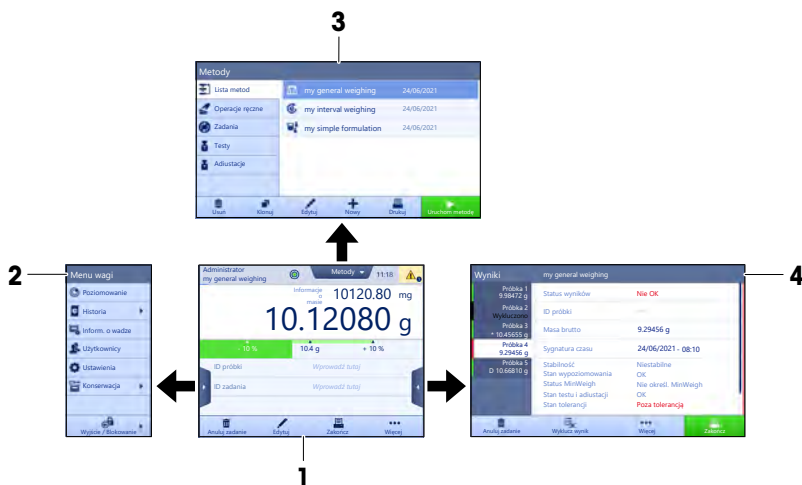 3
Metody
Lista metod
Operacje ręczne
Zadania
Testy
Adiustacje
my general weighing 24/06/2021
my interval weighing 24/06/2021
my simple formulation 24/06/2021
Usuń Klonuj Edytuj Nowy Drukuj Uruchom metodę
2
Menu wagi
Poziomowanie
Historia
Inform. o wadze
Użytkownicy
Ustawienia
Konserwacja
Wyjście / Blokowanie
Administrator
my general weighing
Metody
11:18
Informacje
o
masie
10120.80 mg
10.12080 g
- 10 % 10.4 g + 10 %
ID próbki Wprowadź tutaj
ID zadania Wprowadź tutaj
Anuluj zadanie Edytuj Zakończ Więcej
1
4
Wyniki my general weighing
Próbka 1
9.98472 g
Próbka 2
Wykluczono
Próbka 3
* 10.45655 g
Próbka 4
9.29456 g
Próbka 5
D 10.66810 g
Status wyników Nie OK
ID próbki
Masa brutto 9.29456 g
Sygnatura czasu 24/06/2021 - 08:10
Stabilność Niestabilne
Stan wypoziomowania OK
Status MinWeigh Nie określ. MinWeigh
Stan testu i adiustacji OK
Stan tolerancji Poza tolerancją
Anuluj zadanie Wyklucz wynik Więcej Zakończ